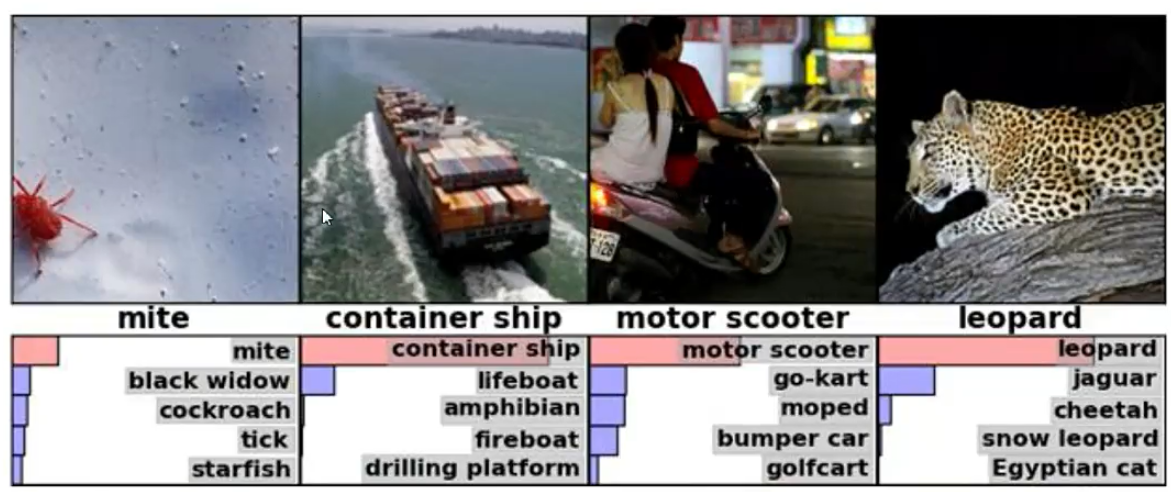 mite
container ship
motor scooter
leopard
mite
black widow
cockroach
tick
starfish
container ship
lifeboat
amphibian
fireboat
drilling platform
motor scooter
go-kart
moped
bumper car
golfcart
leopard
jaguar
cheetah
snow leopard
Egyptian cat